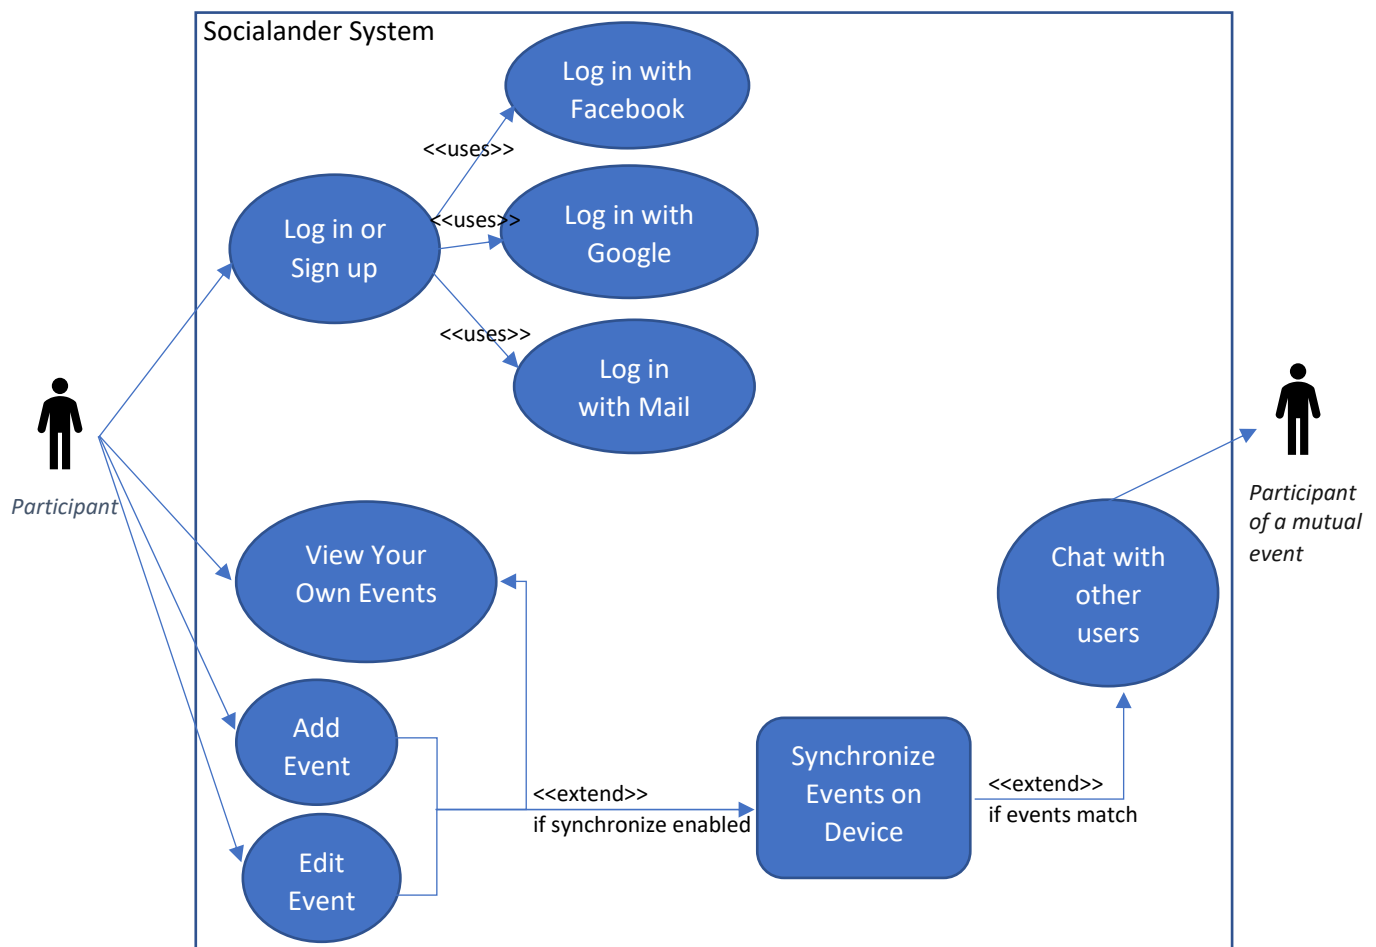 Socialander System
Log in with
Facebook
<<uses>>
Log in or
Sign up
<<uses>>
Log in with
Google
<<uses>>
Log in
with Mail
Participant
Participant
of a mutual
event
View Your
Own Events
Chat with
other
users
Add
Event
<<extend>>
if synchronize enabled
Synchronize
Events on
Device
<<extend>>
if events match
Edit
Event